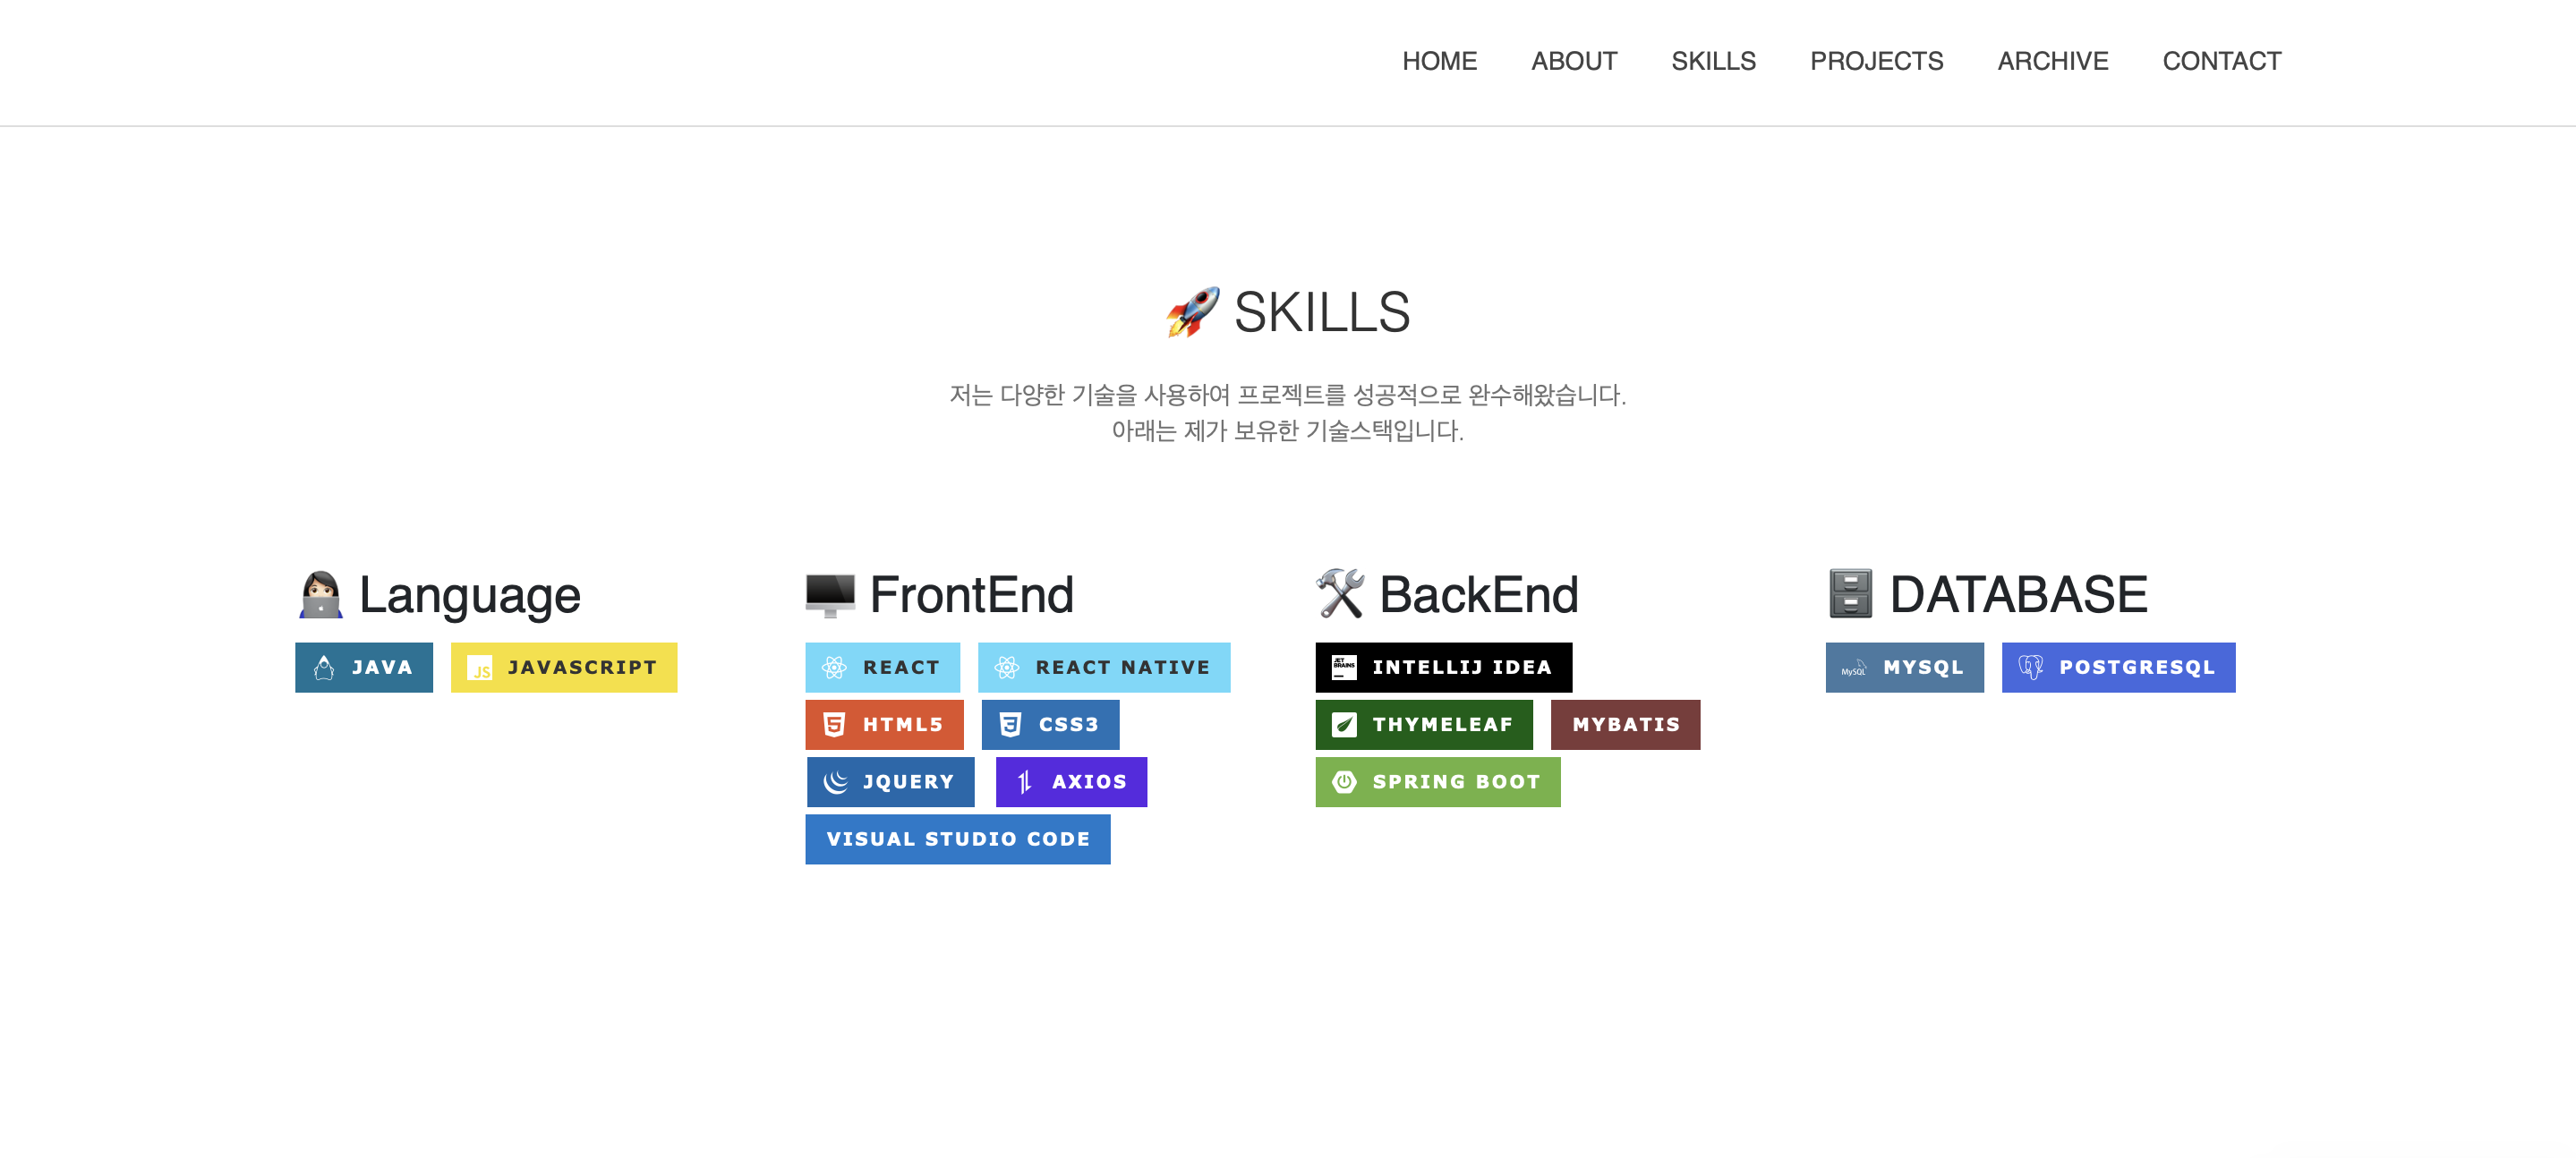 HOME ABOUT SKILLS PROJECTS ARCHIVE CONTACT
SKILLS
저는 다양한 기술을 사용하여 프로젝트를 성공적으로 완수해왔습니다.
아래는 제가 보유한 기술스택입니다.
Language
JAVA JS JAVASCRIPT
FrontEnd
REACT REACT NATIVE
5 HTML5 3 CSS3
JQUERY AXIOS
VISUAL STUDIO CODE
BackEnd
JET BRAINS INTELLIJ IDEA
THYMELEAF MYBATIS
SPRING BOOT
DATABASE
MySQL MYSQL POSTGRESQL